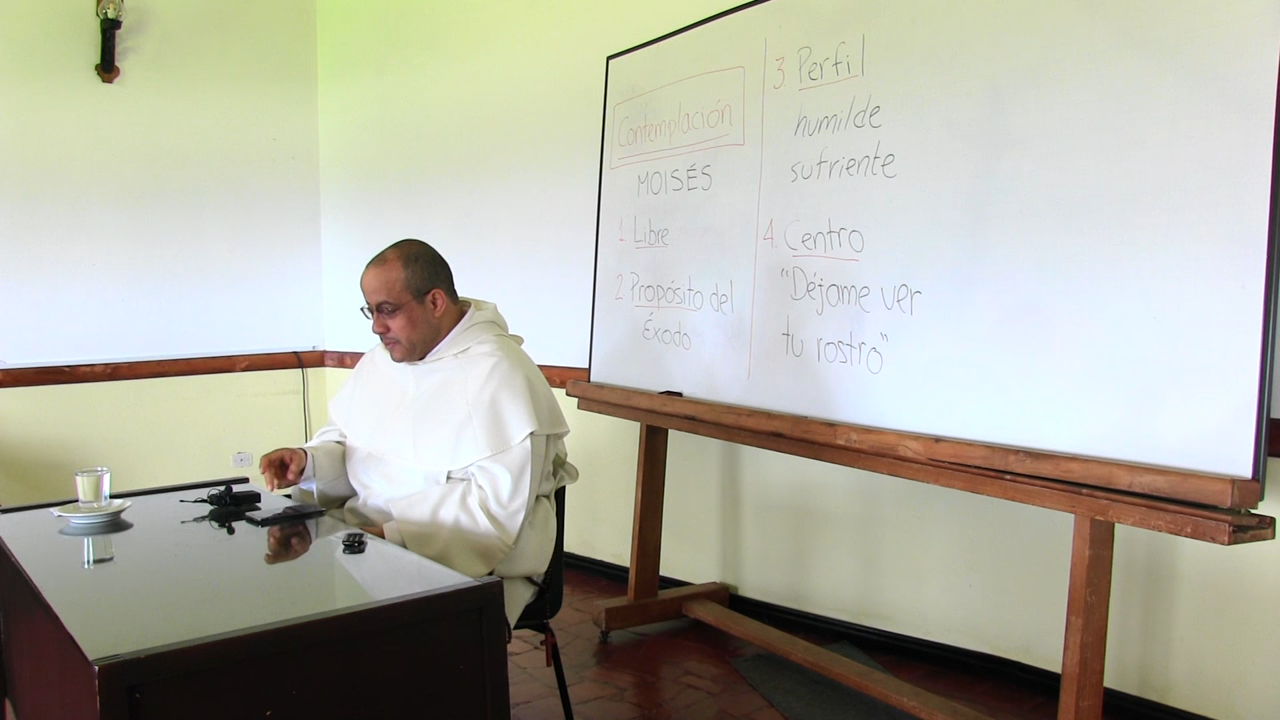 Contemplación
MOISÉS
1. Libre
2 Propósito del
Éxodo
3 Perfil
humilde
sufriente
4. Centro
"Déjame ver
tu rostro"